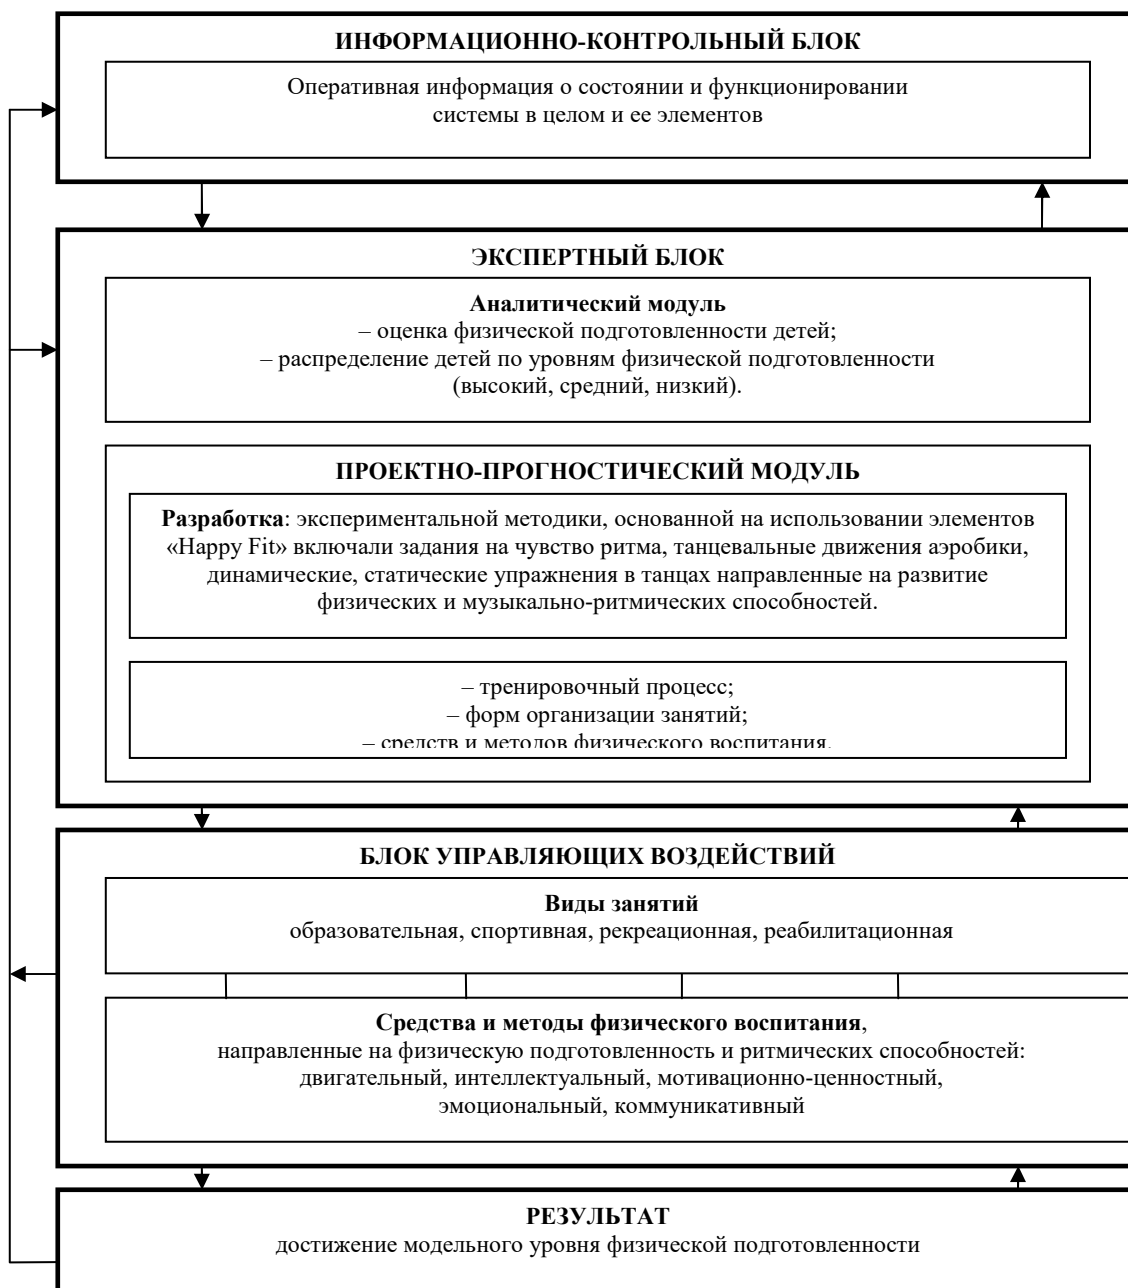 ИНФОРМАЦИОННО-КОНТРОЛЬНЫЙ БЛОК
Оперативная информация о состоянии и функционировании
системы в целом и ее элементов
ЭКСПЕРТНЫЙ БЛОК
Аналитический модуль
– оценка физической подготовленности детей;
– распределение детей по уровням физической подготовленности
(высокий, средний, низкий).
ПРОЕКТНО-ПРОГНОСТИЧЕСКИЙ МОДУЛЬ
Разработка: экспериментальной методики, основанной на использовании элементов
«Happy Fit» включали задания на чувство ритма, танцевальные движения аэробики,
динамические, статические упражнения в танцах направленные на развитие
физических и музыкально-ритмических способностей.
– тренировочный процесс;
– форм организации занятий;
– средств и методов физического воспитания.
БЛОК УПРАВЛЯЮЩИХ ВОЗДЕЙСТВИЙ
Виды занятий
образовательная, спортивная, рекреационная, реабилитационная
Средства и методы физического воспитания,
направленные на физическую подготовленность и ритмических способностей:
двигательный, интеллектуальный, мотивационно-ценностный,
эмоциональный, коммуникативный
РЕЗУЛЬТАТ
достижение модельного уровня физической подготовленности